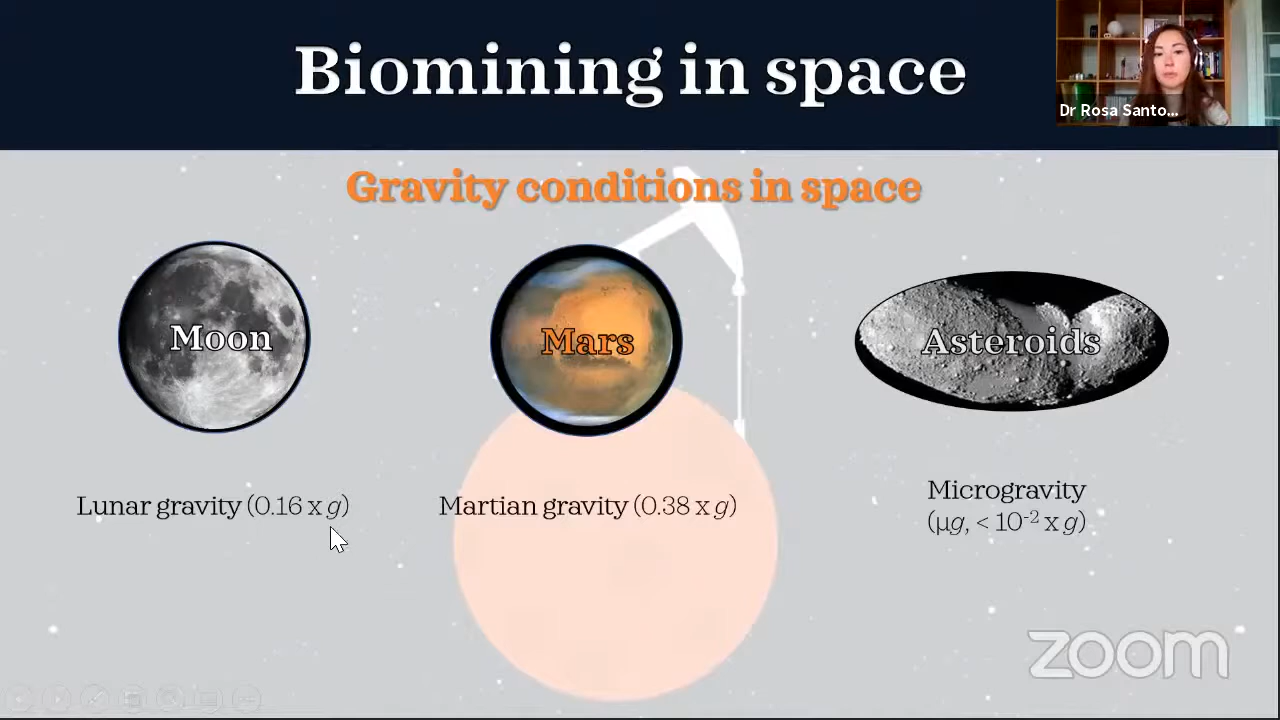 Biomining in space
Dr Rosa Santo...
Gravity conditions in space
Moon
Mars
Asteroids
Lunar gravity (0.16 x g)
Martian gravity (0.38 x g)
Microgravity
(µg, < 10⁻² x g)
zoom